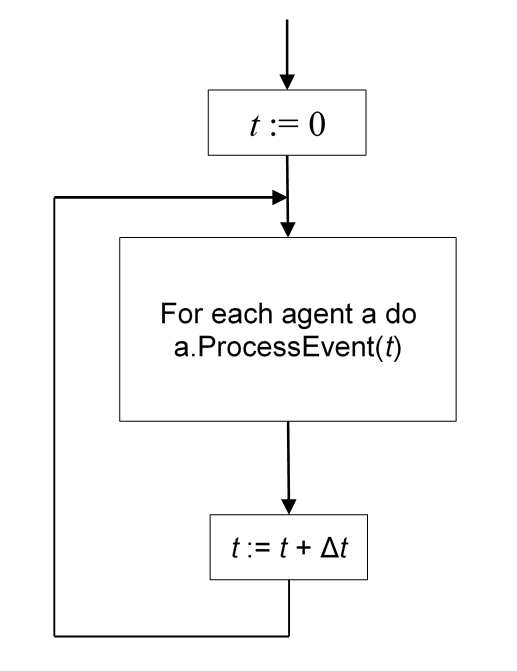 t := 0
For each agent a do
a.ProcessEvent(t)
t := t + Δt